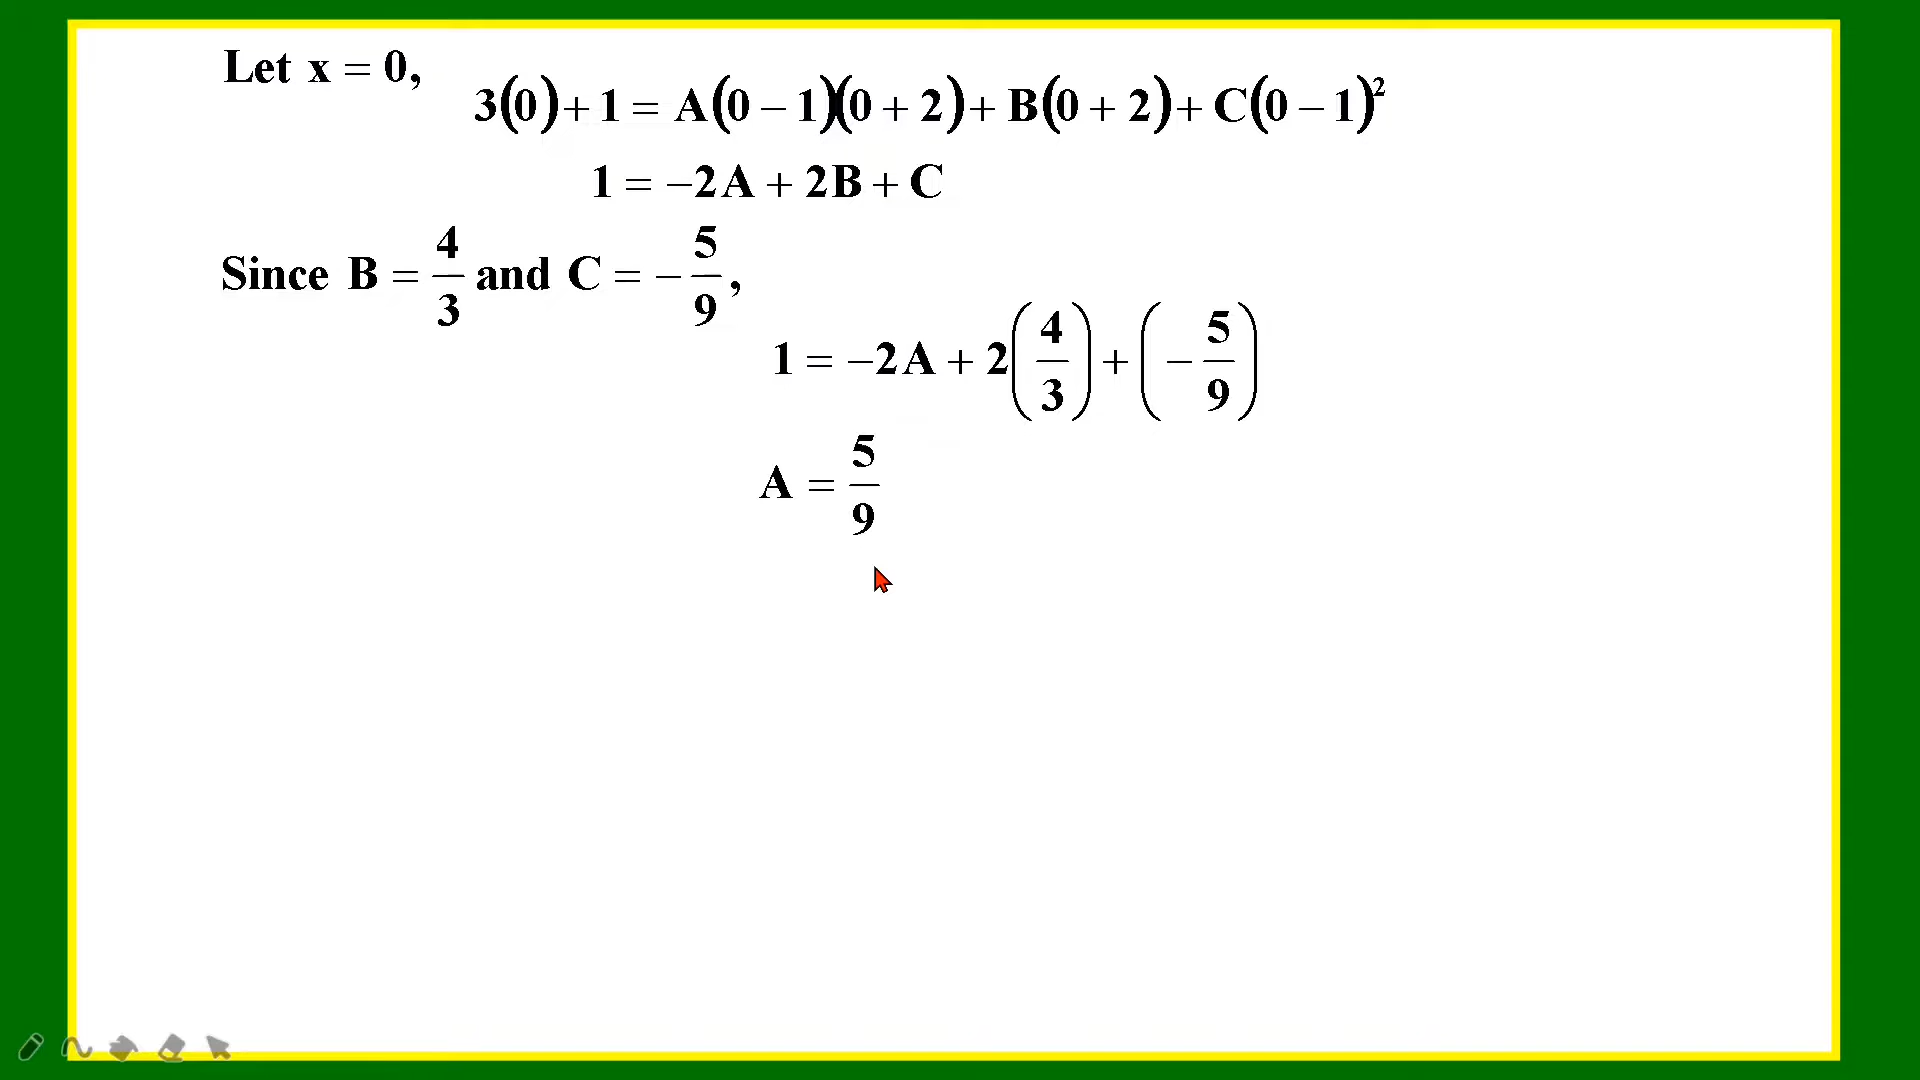 Let x = 0,
3(0) + 1 = A(0 − 1)(0 + 2) + B(0 + 2) + C(0 − 1)²
1 = −2A + 2B + C
Since B = 4/3 and C = − 5/9,
1 = −2A + 2(4/3) + (− 5/9)
A = 5/9